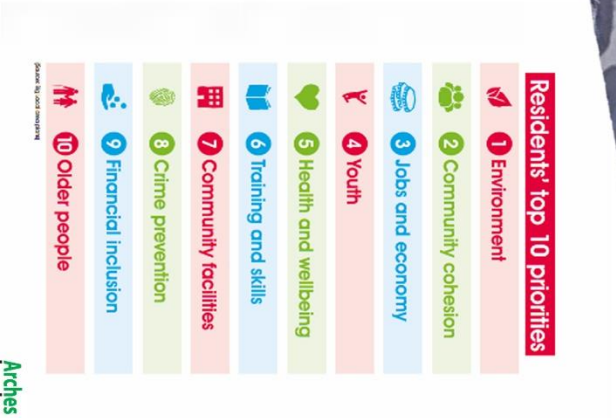 Residents' top 10 priorities
1 Environment
2 Community cohesion
3 Jobs and economy
4 Youth
5 Health and wellbeing
6 Training and skills
7 Community facilities
8 Crime prevention
9 Financial inclusion
10 Older people
Arches